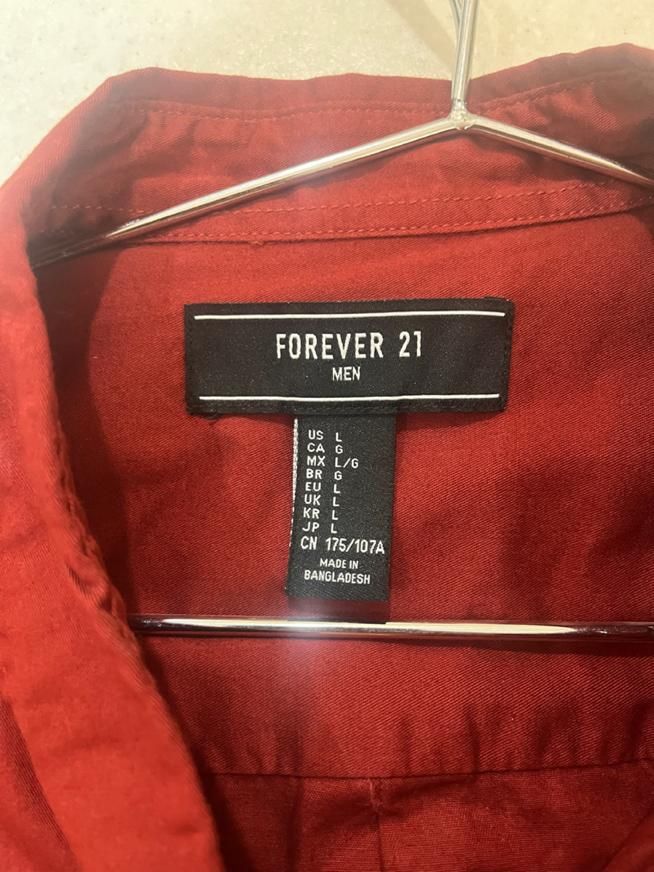 FOREVER 21
MEN
US L
CA G
MX L/G
BR G
EU L
UK L
KR L
JP L
CN 175/107A
MADE IN
BANGLADESH